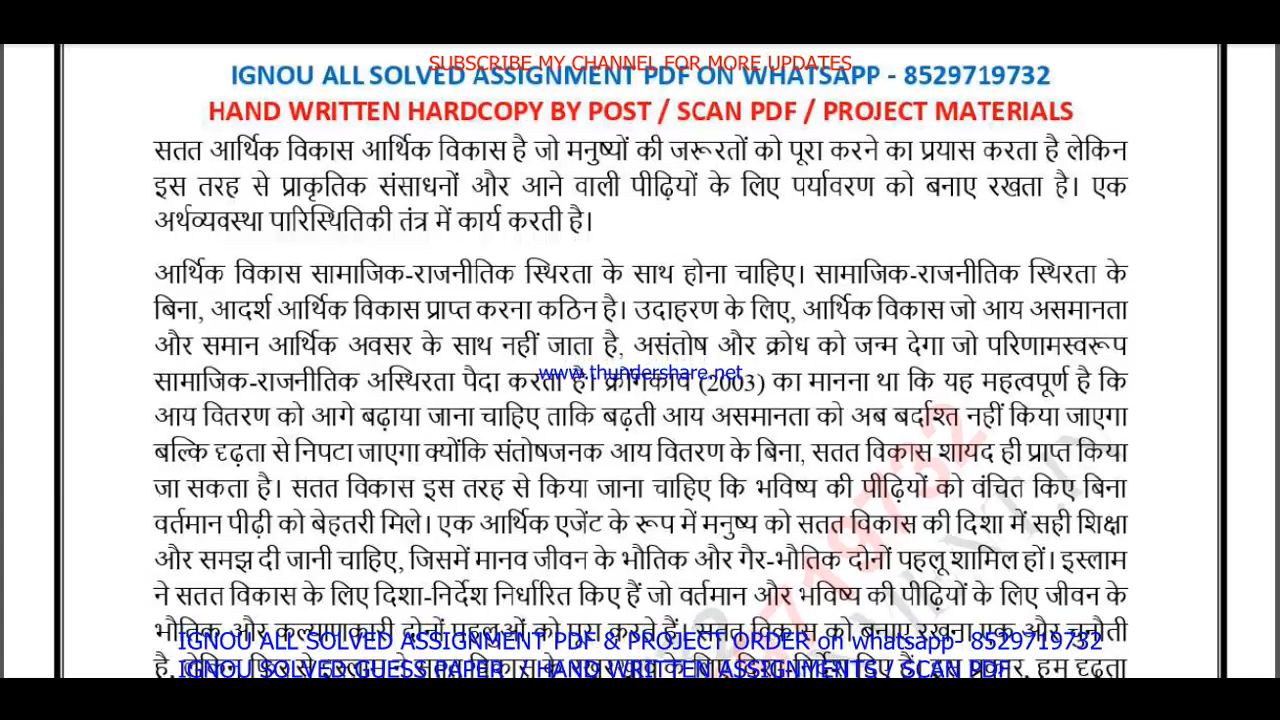 SUBSCRIBE MY CHANNEL FOR MORE UPDATES
IGNOU ALL SOLVED ASSIGNMENT PDF ON WHATSAPP - 8529719732
HAND WRITTEN HARDCOPY BY POST / SCAN PDF / PROJECT MATERIALS
सतत आर्थिक विकास आर्थिक विकास है जो मनुष्यों की जरूरतों को पूरा करने का प्रयास करता है लेकिन
इस तरह से प्राकृतिक संसाधनों और आने वाली पीढ़ियों के लिए पर्यावरण को बनाए रखता है। एक
अर्थव्यवस्था पारिस्थितिकी तंत्र में कार्य करती है।
आर्थिक विकास सामाजिक-राजनीतिक स्थिरता के साथ होना चाहिए। सामाजिक-राजनीतिक स्थिरता के
बिना, आदर्श आर्थिक विकास प्राप्त करना कठिन है। उदाहरण के लिए, आर्थिक विकास जो आय असमानता
और समान आर्थिक अवसर के साथ नहीं जाता है, असंतोष और क्रोध को जन्म देगा जो परिणामस्वरूप
www.thundershare.net
सामाजिक-राजनीतिक अस्थिरता पैदा करता है। (2003) का मानना था कि यह महत्वपूर्ण है कि
आय वितरण को आगे बढ़ाया जाना चाहिए ताकि बढ़ती आय असमानता को अब बर्दाश्त नहीं किया जाएगा
बल्कि दृढ़ता से निपटा जाएगा क्योंकि संतोषजनक आय वितरण के बिना, सतत विकास शायद ही प्राप्त किया
जा सकता है। सतत विकास इस तरह से किया जाना चाहिए कि भविष्य की पीढ़ियों को वंचित किए बिना
वर्तमान पीढ़ी को बेहतरी मिले। एक आर्थिक एजेंट के रूप में मनुष्य को सतत विकास की दिशा में सही शिक्षा
और समझ दी जानी चाहिए, जिसमें मानव जीवन के भौतिक और गैर-भौतिक दोनों पहलू शामिल हों। इस्लाम
ने सतत विकास के लिए दिशा-निर्देश निर्धारित किए हैं जो वर्तमान और भविष्य की पीढ़ियों के लिए जीवन के
भौतिक और कल्याणकारी दोनों पहलुओं को पूरा करते हैं। सतत विकास को बनाए रखना एक और चुनौती
IGNOU ALL SOLVED ASSIGNMENT PDF & PROJECT ORDER on whatsapp- 8529719732
IGNOU SOLVED GUESS PAPER / HAND WRITTEN ASSIGNMENTS / SCAN PDF
हम दृढ़ता